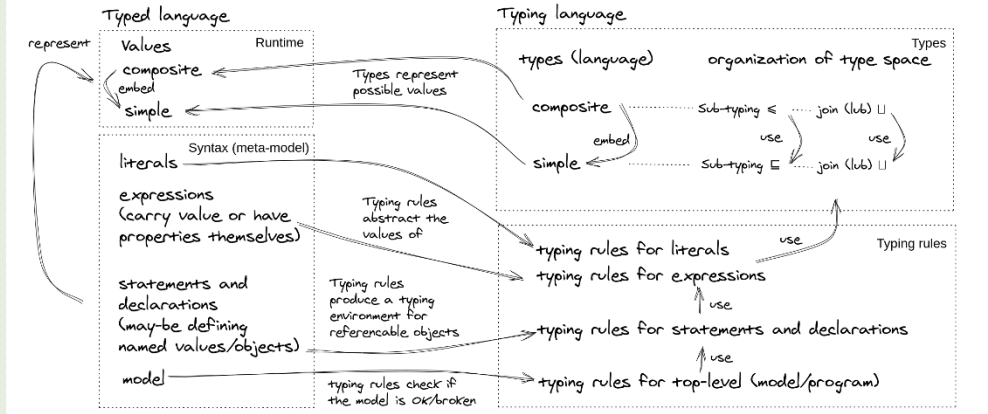 Typed language
Typing language
represent
Values
Runtime
composite
embed
simple
Types represent
possible values
Types
types (language)
organization of type space
composite
Sub-typing ≤
join (lub) ⊔
embed
use
use
simple
Sub-typing ⊑
join (lub) ⊔
Syntax (meta-model)
literals
expressions
(carry value or have
properties themselves)
Typing rules
abstract the
values of
use
Typing rules
typing rules for literals
typing rules for expressions
use
statements and
declarations
(may-be defining
named values/objects)
Typing rules
produce a typing
environment for
referencable objects
typing rules for statements and declarations
use
model
typing rules check if
the model is OK/broken
typing rules for top-level (model/program)